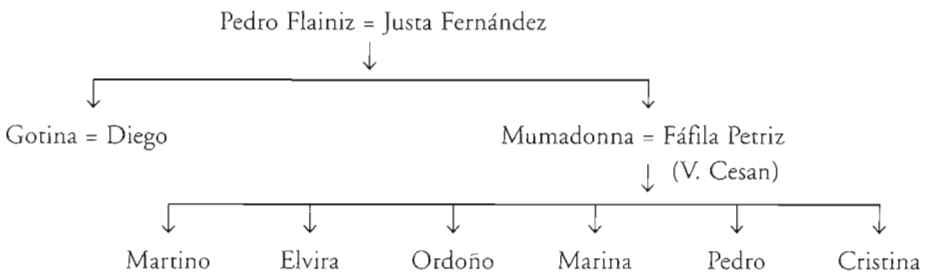 Pedro Flainiz = Justa Fernández
Gotina = Diego
Mumadonna = Fáfila Petriz
(V. Cesan)
Martino Elvira Ordoño Marina Pedro Cristina